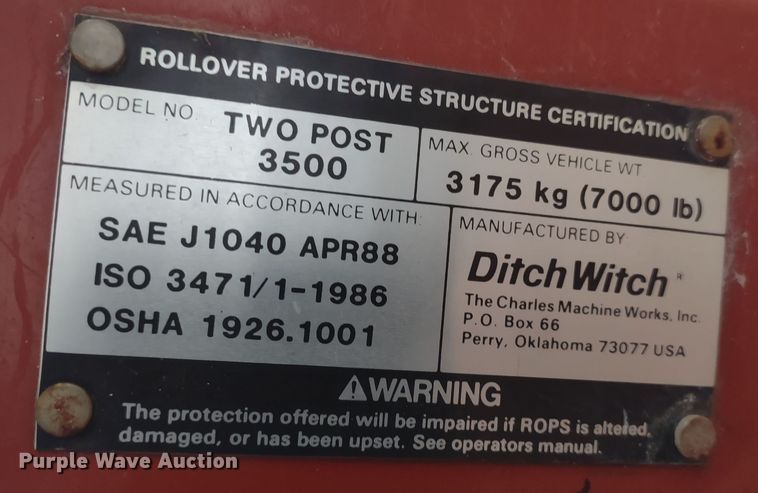 ROLLOVER PROTECTIVE STRUCTURE CERTIFICATION
MODEL NO.
TWO POST
3500
MAX. GROSS VEHICLE WT.
3175 kg (7000 lb)
MEASURED IN ACCORDANCE WITH:
SAE J1040 APR88
ISO 3471/1-1986
OSHA 1926.1001
MANUFACTURED BY:
Ditch Witch®
The Charles Machine Works, Inc.
P.O. Box 66
Perry, Oklahoma 73077 USA
⚠WARNING
The protection offered will be impaired if ROPS is altered,
damaged, or has been upset. See operators manual.
Purple Wave Auction